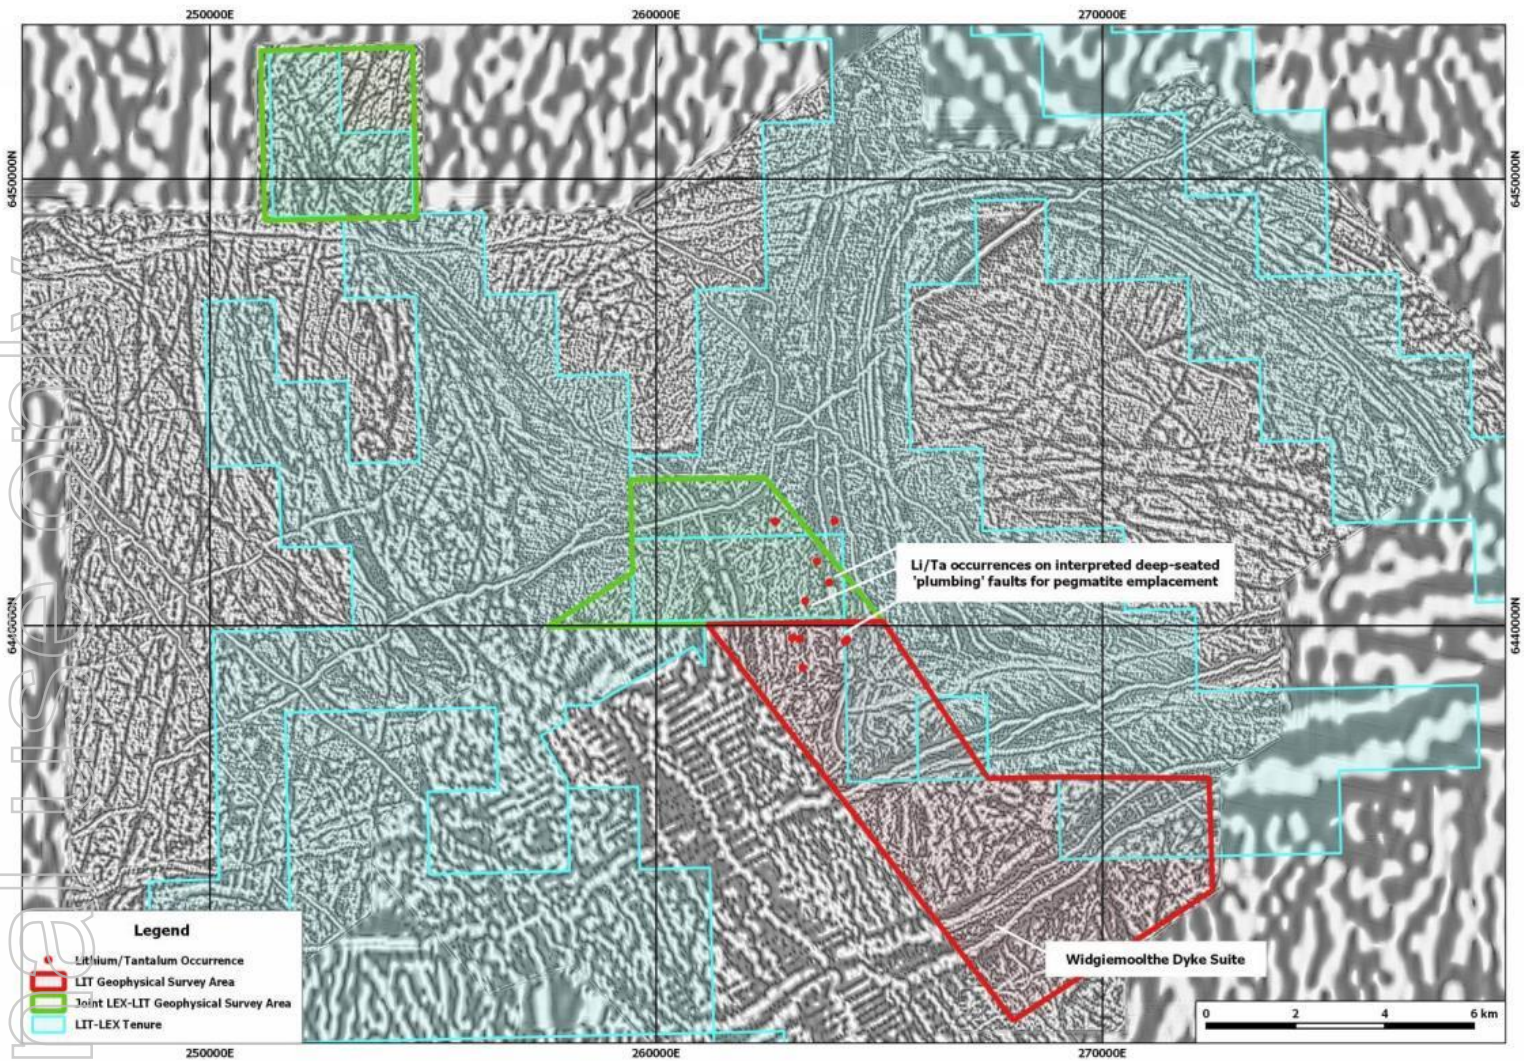 250000E 260000E 270000E
6450000N 6450000N
Li/Ta occurrences on interpreted deep-seated
'plumbing' faults for pegmatite emplacement
6440000N 6440000N
Legend
Lithium/Tantalum Occurrence
LIT Geophysical Survey Area
Joint LEX-LIT Geophysical Survey Area
LIT-LEX Tenure
Widgiemoolthe Dyke Suite
0 2 4 6 km
250000E 260000E 270000E